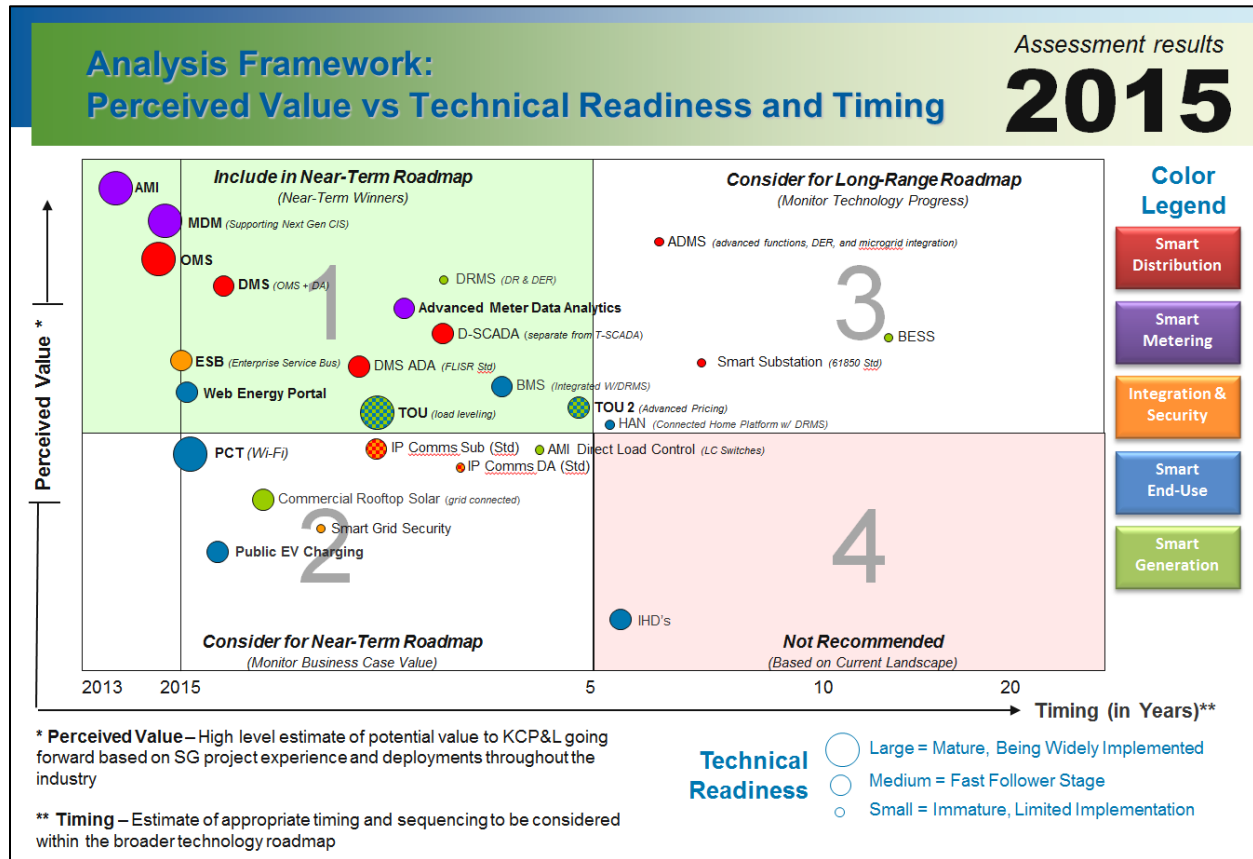 Analysis Framework:
Perceived Value vs Technical Readiness and Timing
Assessment results
2015
Include in Near-Term Roadmap
(Near-Term Winners)
Consider for Long-Range Roadmap
(Monitor Technology Progress)
AMI
MDM (Supporting Next Gen CIS)
OMS
DMS (OMS + DA)
DRMS (DR & DER)
Advanced Meter Data Analytics
D-SCADA (separate from T-SCADA)
ESB (Enterprise Service Bus)
DMS ADA (FLISR Std)
Web Energy Portal
BMS (Integrated W/DRMS)
TOU (load leveling)
TOU 2 (Advanced Pricing)
HAN (Connected Home Platform w/ DRMS)
1
ADMS (advanced functions, DER, and microgrid integration)
3
BESS
Smart Substation (61850 Std)
PCT (Wi-Fi)
IP Comms Sub (Std)
AMI Direct Load Control (LC Switches)
IP Comms DA (Std)
Commercial Rooftop Solar (grid connected)
Smart Grid Security
2
Public EV Charging
4
IHD's
Consider for Near-Term Roadmap
(Monitor Business Case Value)
Not Recommended
(Based on Current Landscape)
Perceived Value *
2013
2015
5
10
20
Timing (in Years)**
Color
Legend
Smart
Distribution
Smart
Metering
Integration &
Security
Smart
End-Use
Smart
Generation
* Perceived Value – High level estimate of potential value to KCP&L going
forward based on SG project experience and deployments throughout the
industry
** Timing – Estimate of appropriate timing and sequencing to be considered
within the broader technology roadmap
Technical
Readiness
Large = Mature, Being Widely Implemented
Medium = Fast Follower Stage
Small = Immature, Limited Implementation